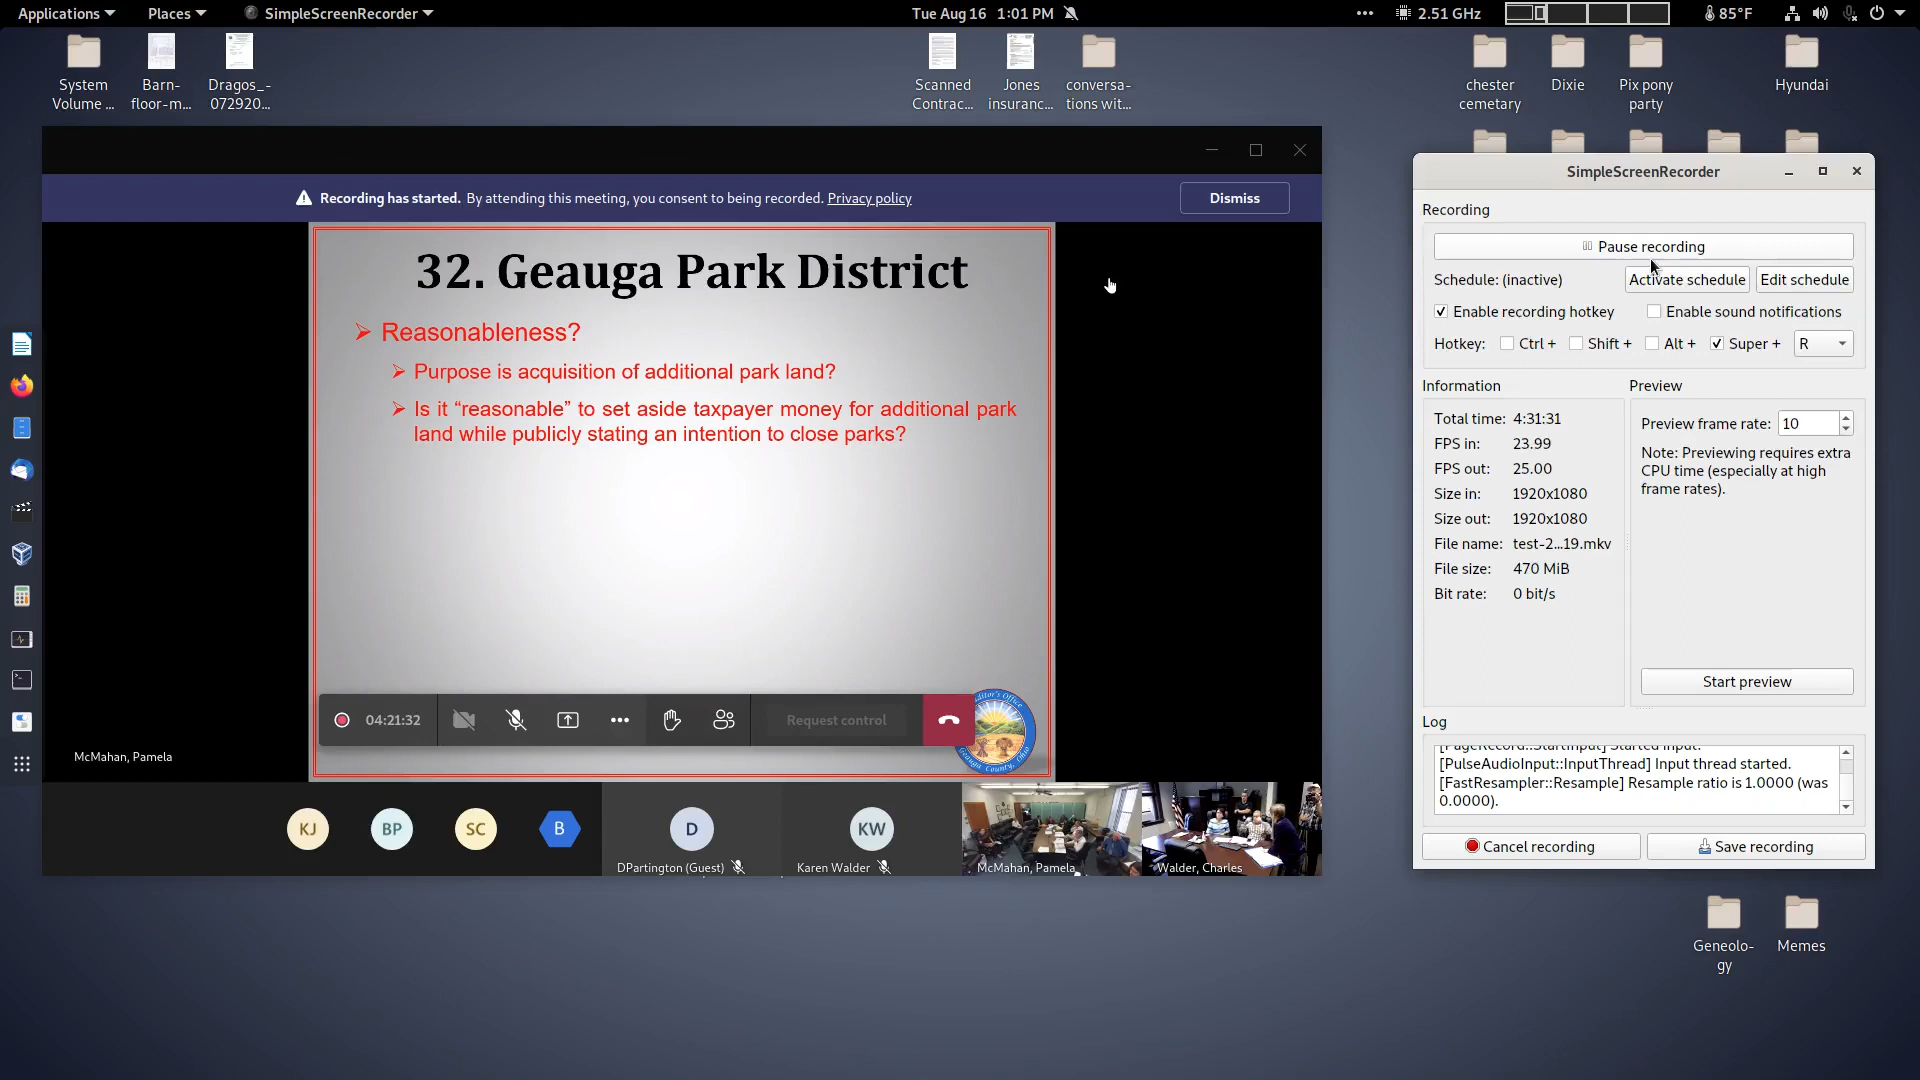 Applications
Places
SimpleScreenRecorder
Tue Aug 16 1:01 PM
2.51 GHz
85°F
System
Volume ...
Barn-
floor-m...
Dragos_-
072920...
Scanned
Contrac...
Jones
insuranc...
conversa-
tions wit...
chester
cemetary
Dixie
Pix pony
party
Hyundai
Recording has started. By attending this meeting, you consent to being recorded. Privacy policy
Dismiss
32. Geauga Park District
Reasonableness?
Purpose is acquisition of additional park land?
Is it “reasonable” to set aside taxpayer money for additional park
land while publicly stating an intention to close parks?
04:21:32
Request control
Auditor's Office
Geauga County, Ohio
McMahan, Pamela
KJ
BP
SC
B
D
DPartington (Guest)
KW
Karen Walder
McMahan, Pamela
Walder, Charles
SimpleScreenRecorder
Recording
Pause recording
Schedule: (inactive)
Activate schedule
Edit schedule
Enable recording hotkey
Enable sound notifications
Hotkey:
Ctrl +
Shift +
Alt +
Super +
R
Information
Total time: 4:31:31
FPS in: 23.99
FPS out: 25.00
Size in: 1920x1080
Size out: 1920x1080
File name: test-2...19.mkv
File size: 470 MiB
Bit rate: 0 bit/s
Preview
Preview frame rate: 10
Note: Previewing requires extra
CPU time (especially at high
frame rates).
Start preview
Log
[PageRecord::StartInput] Started input.
[PulseAudioInput::InputThread] Input thread started.
[FastResampler::Resample] Resample ratio is 1.0000 (was
0.0000).
Cancel recording
Save recording
Geneolo-
gy
Memes